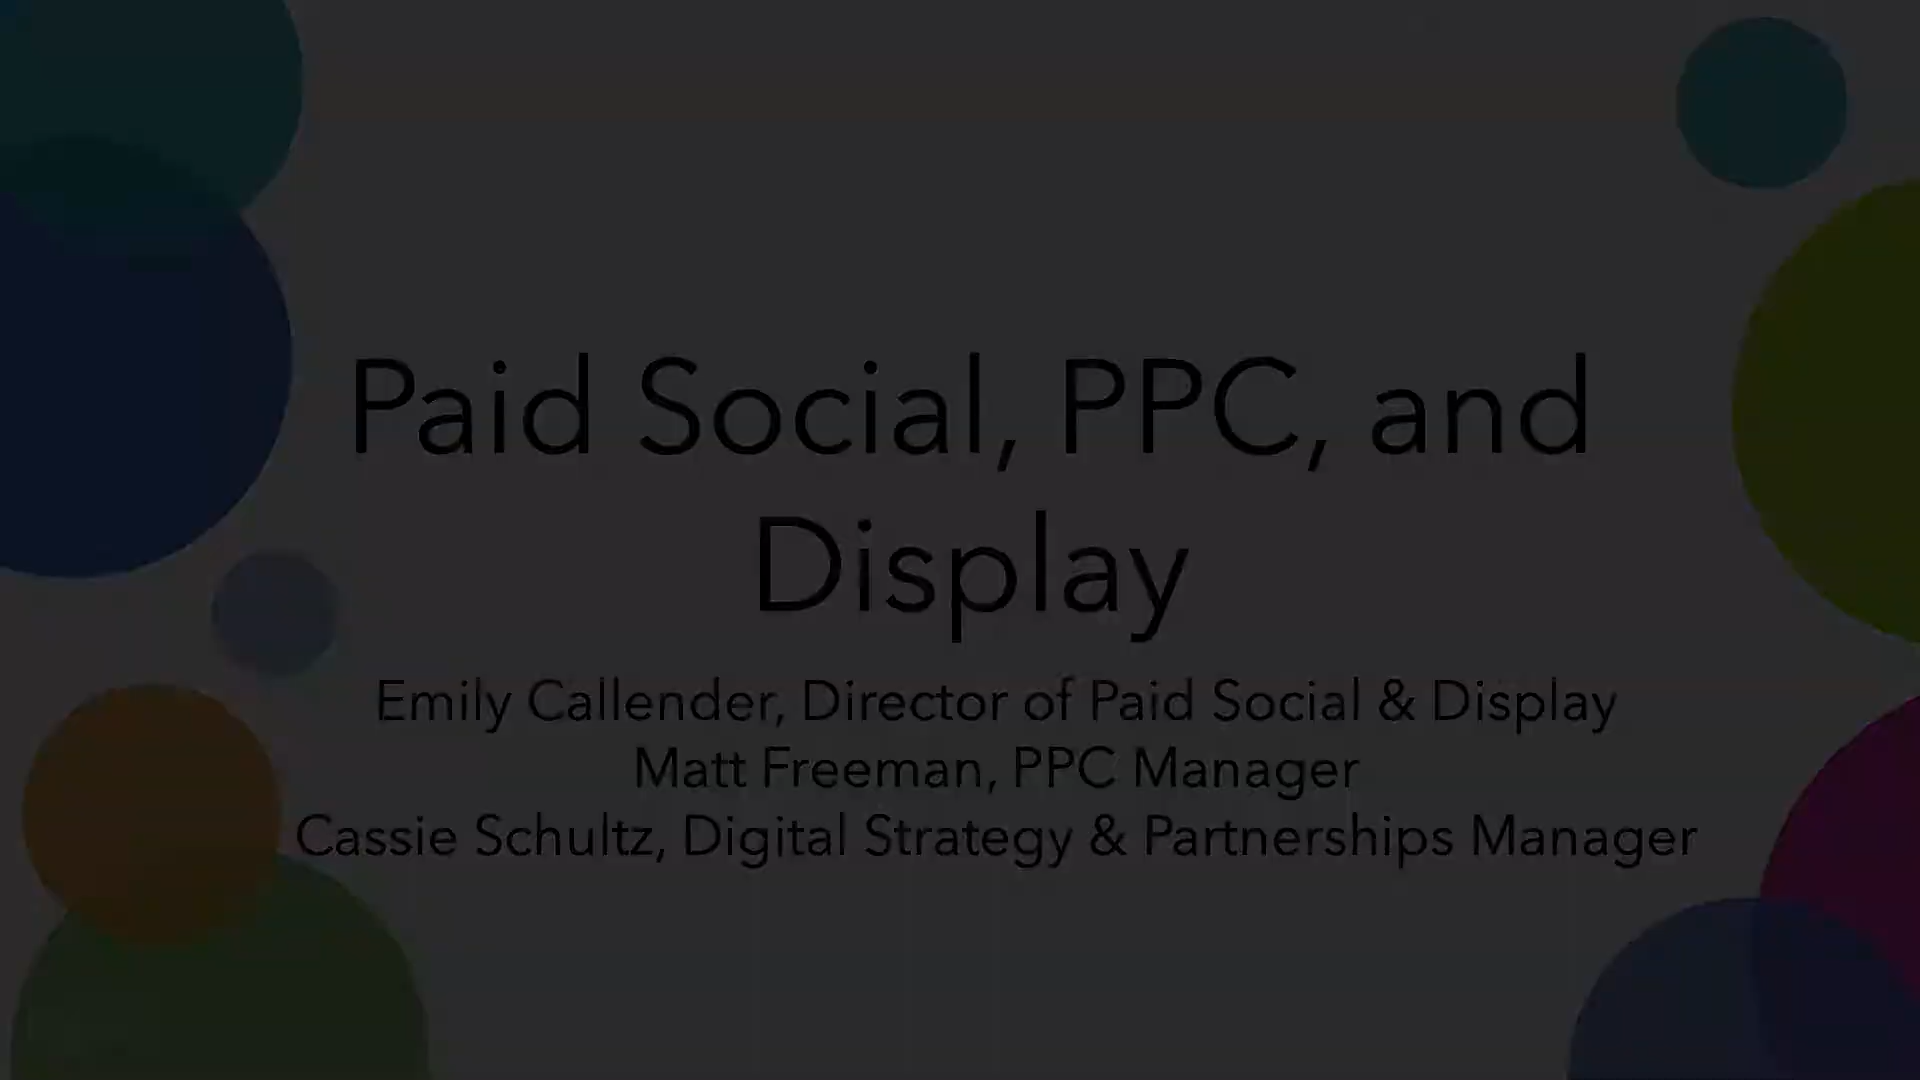 Paid Social, PPC, and
Display
Emily Callender, Director of Paid Social & Display
Matt Freeman, PPC Manager
Cassie Schultz, Digital Strategy & Partnerships Manager